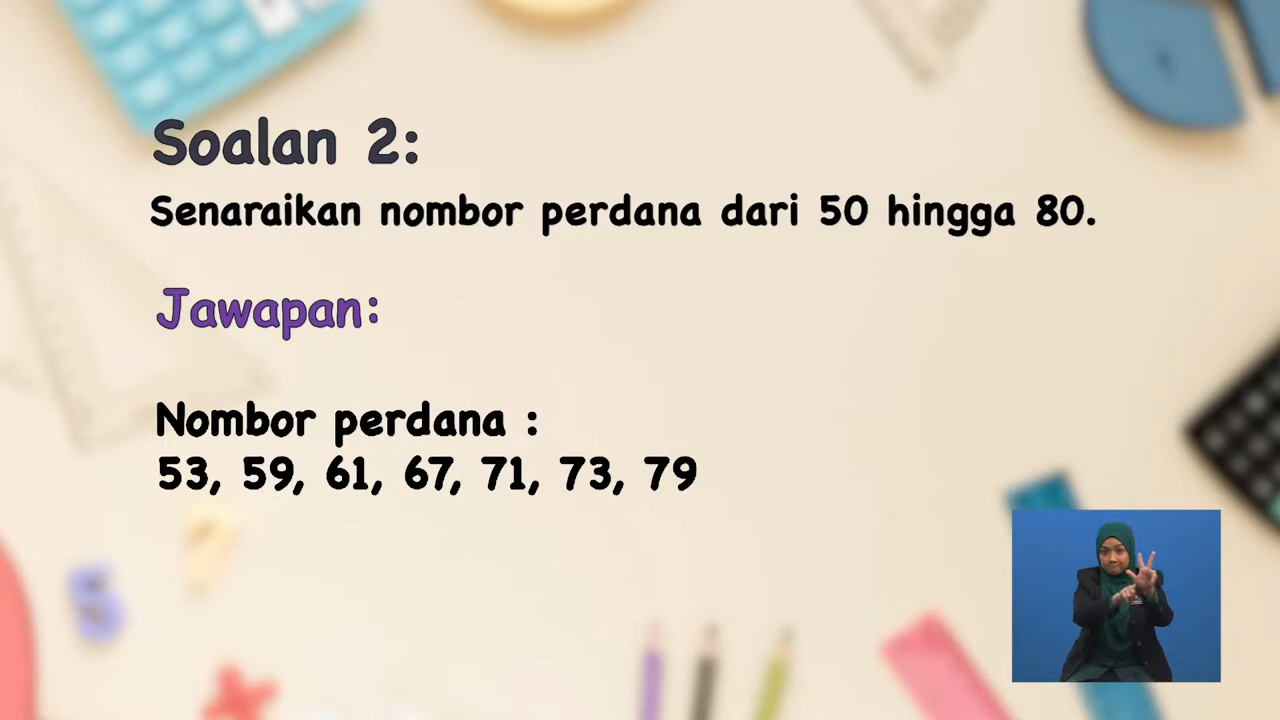 Soalan 2:
Senaraikan nombor perdana dari 50 hingga 80.
Jawapan:
Nombor perdana :
53, 59, 61, 67, 71, 73, 79